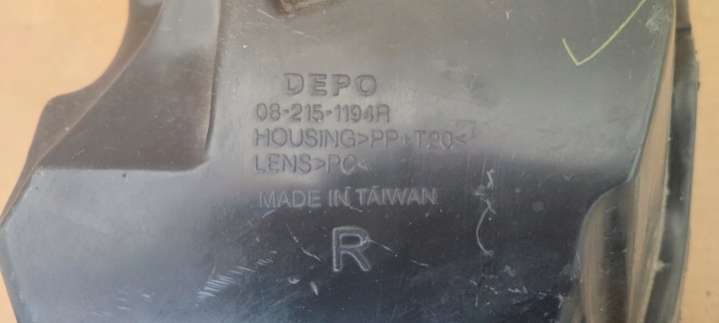 DEPO
08-215-1194R
HOUSING>PP+T20<
LENS>PC<
MADE IN TAIWAN
R